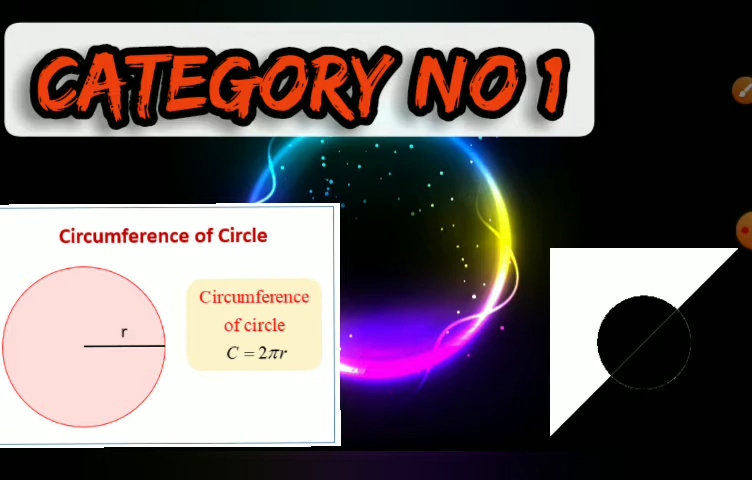 CATEGORY NO 1
Circumference of Circle
r
Circumference
of circle
C = 2πr